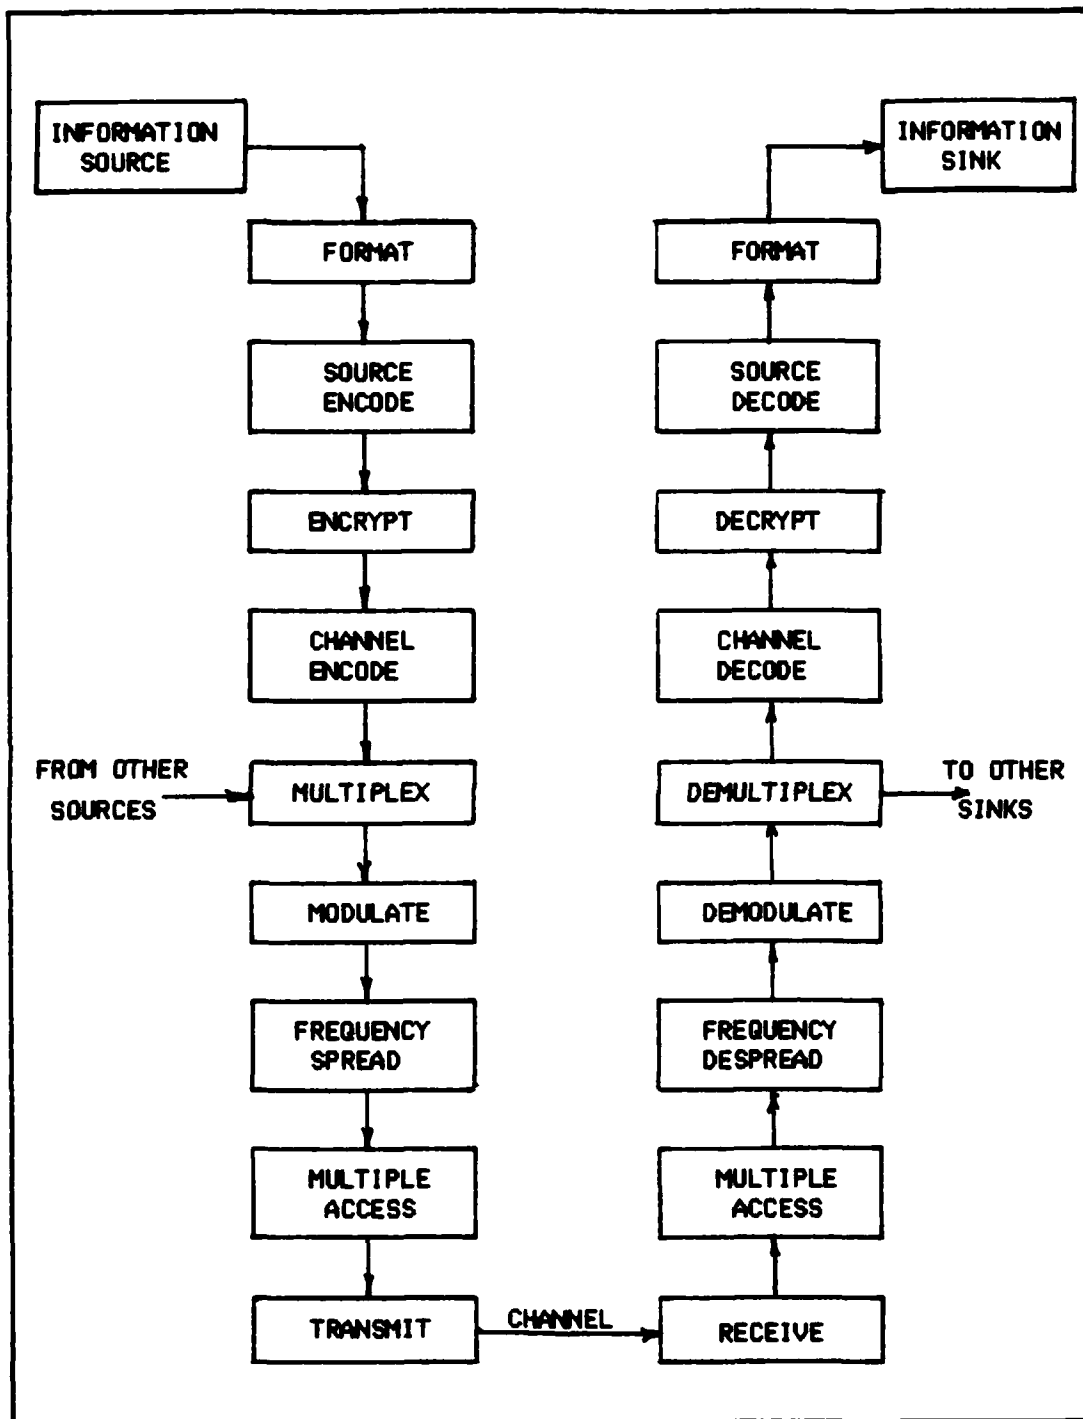 INFORMATION
SOURCE
FORMAT
SOURCE
ENCODE
ENCRYPT
CHANNEL
ENCODE
FROM OTHER
SOURCES
MULTIPLEX
MODULATE
FREQUENCY
SPREAD
MULTIPLE
ACCESS
TRANSMIT
CHANNEL
INFORMATION
SINK
FORMAT
SOURCE
DECODE
DECRYPT
CHANNEL
DECODE
DEMULTIPLEX
TO OTHER
SINKS
DEMODULATE
FREQUENCY
DESPREAD
MULTIPLE
ACCESS
RECEIVE